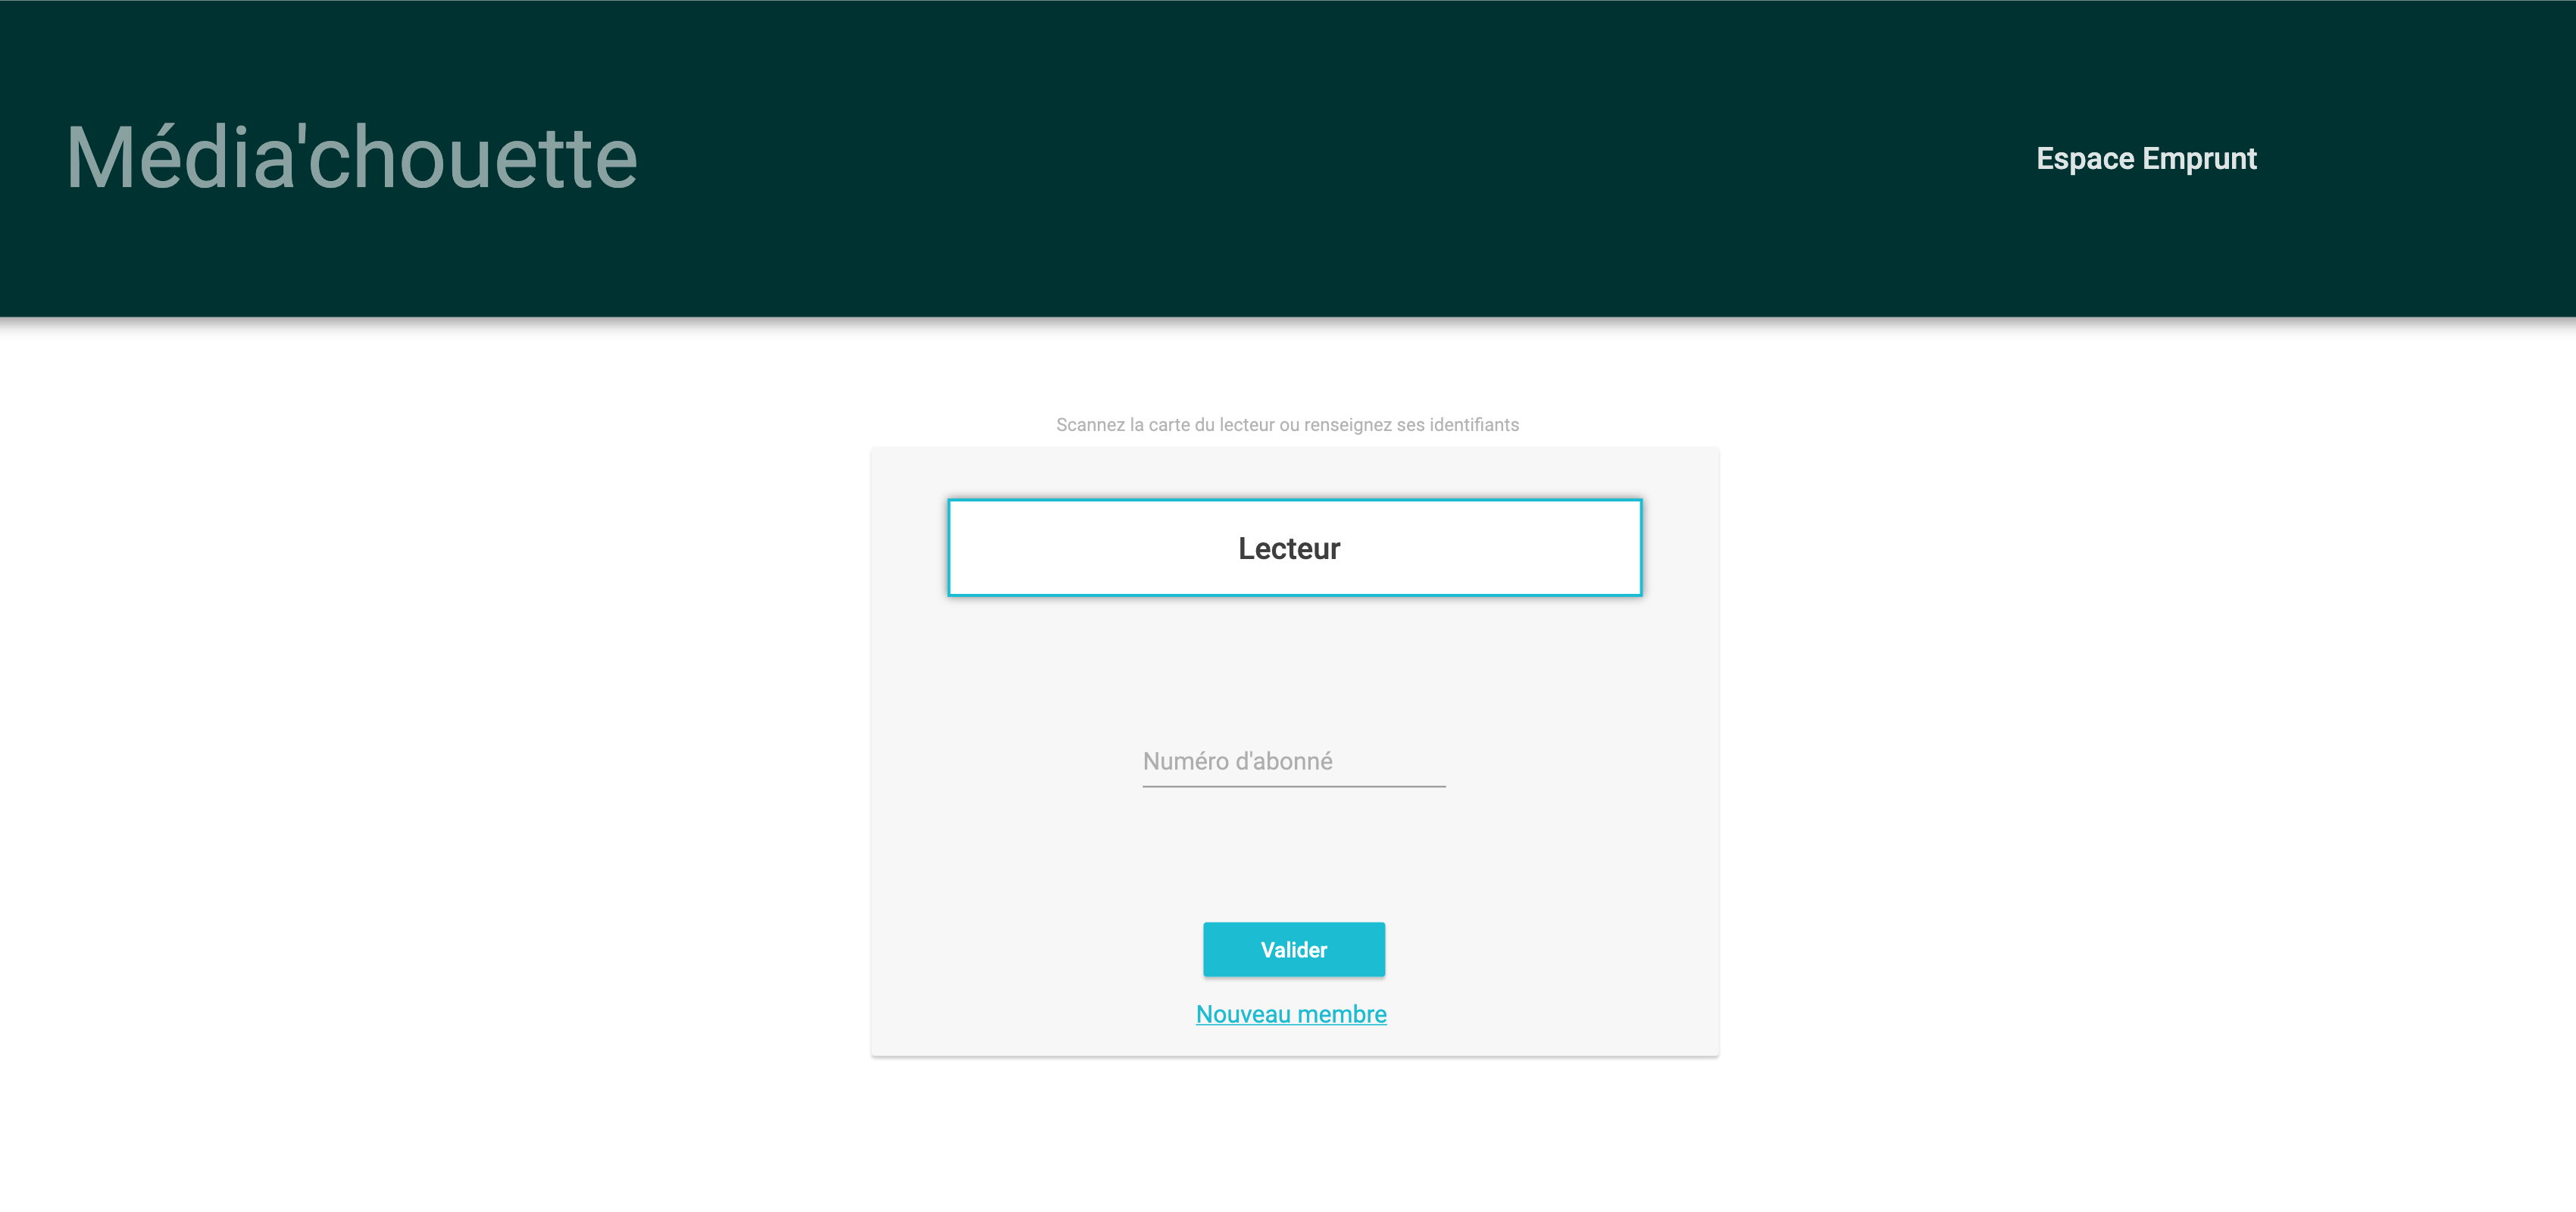 Média'chouette
Espace Emprunt
Scannez la carte du lecteur ou renseignez ses identifiants
Lecteur
Numéro d'abonné
Valider
Nouveau membre